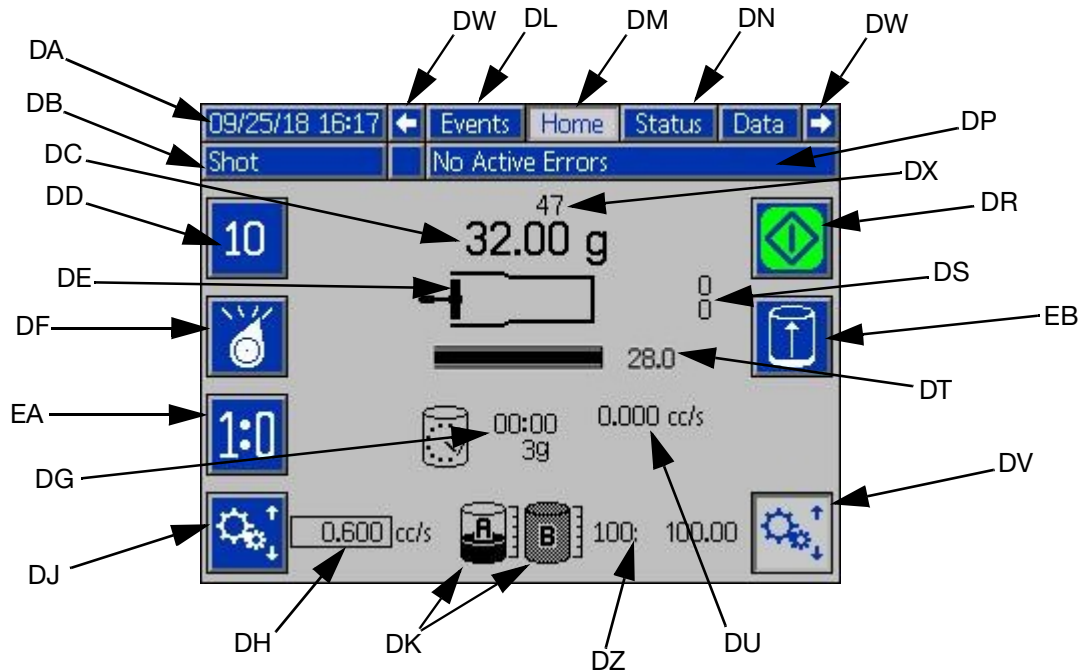 DW DL DM DN DW
DA
DB
DC
DD
DE
DF
EA
DG
DJ
09/25/18 16:17 Events Home Status Data
Shot No Active Errors
47
10 32.00 g
0
0
28.0
1:0 00:00 0.000 cc/s
3g
0.600 cc/s A B 100: 100.00
DP
DX
DR
DS
EB
DT
DV
DH DK DZ DU